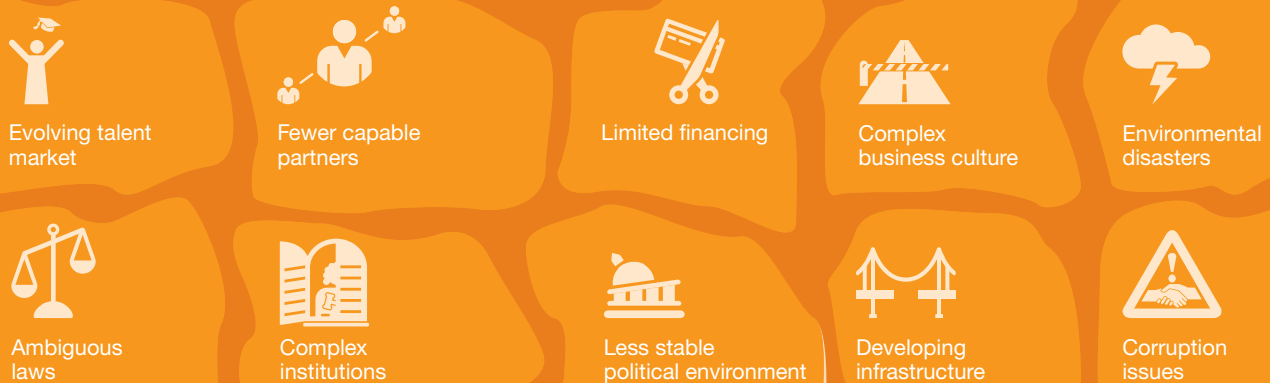 Evolving talent
market
Fewer capable
partners
Limited financing
Complex
business culture
Environmental
disasters
Ambiguous
laws
Complex
institutions
Less stable
political environment
Developing
infrastructure
Corruption
issues